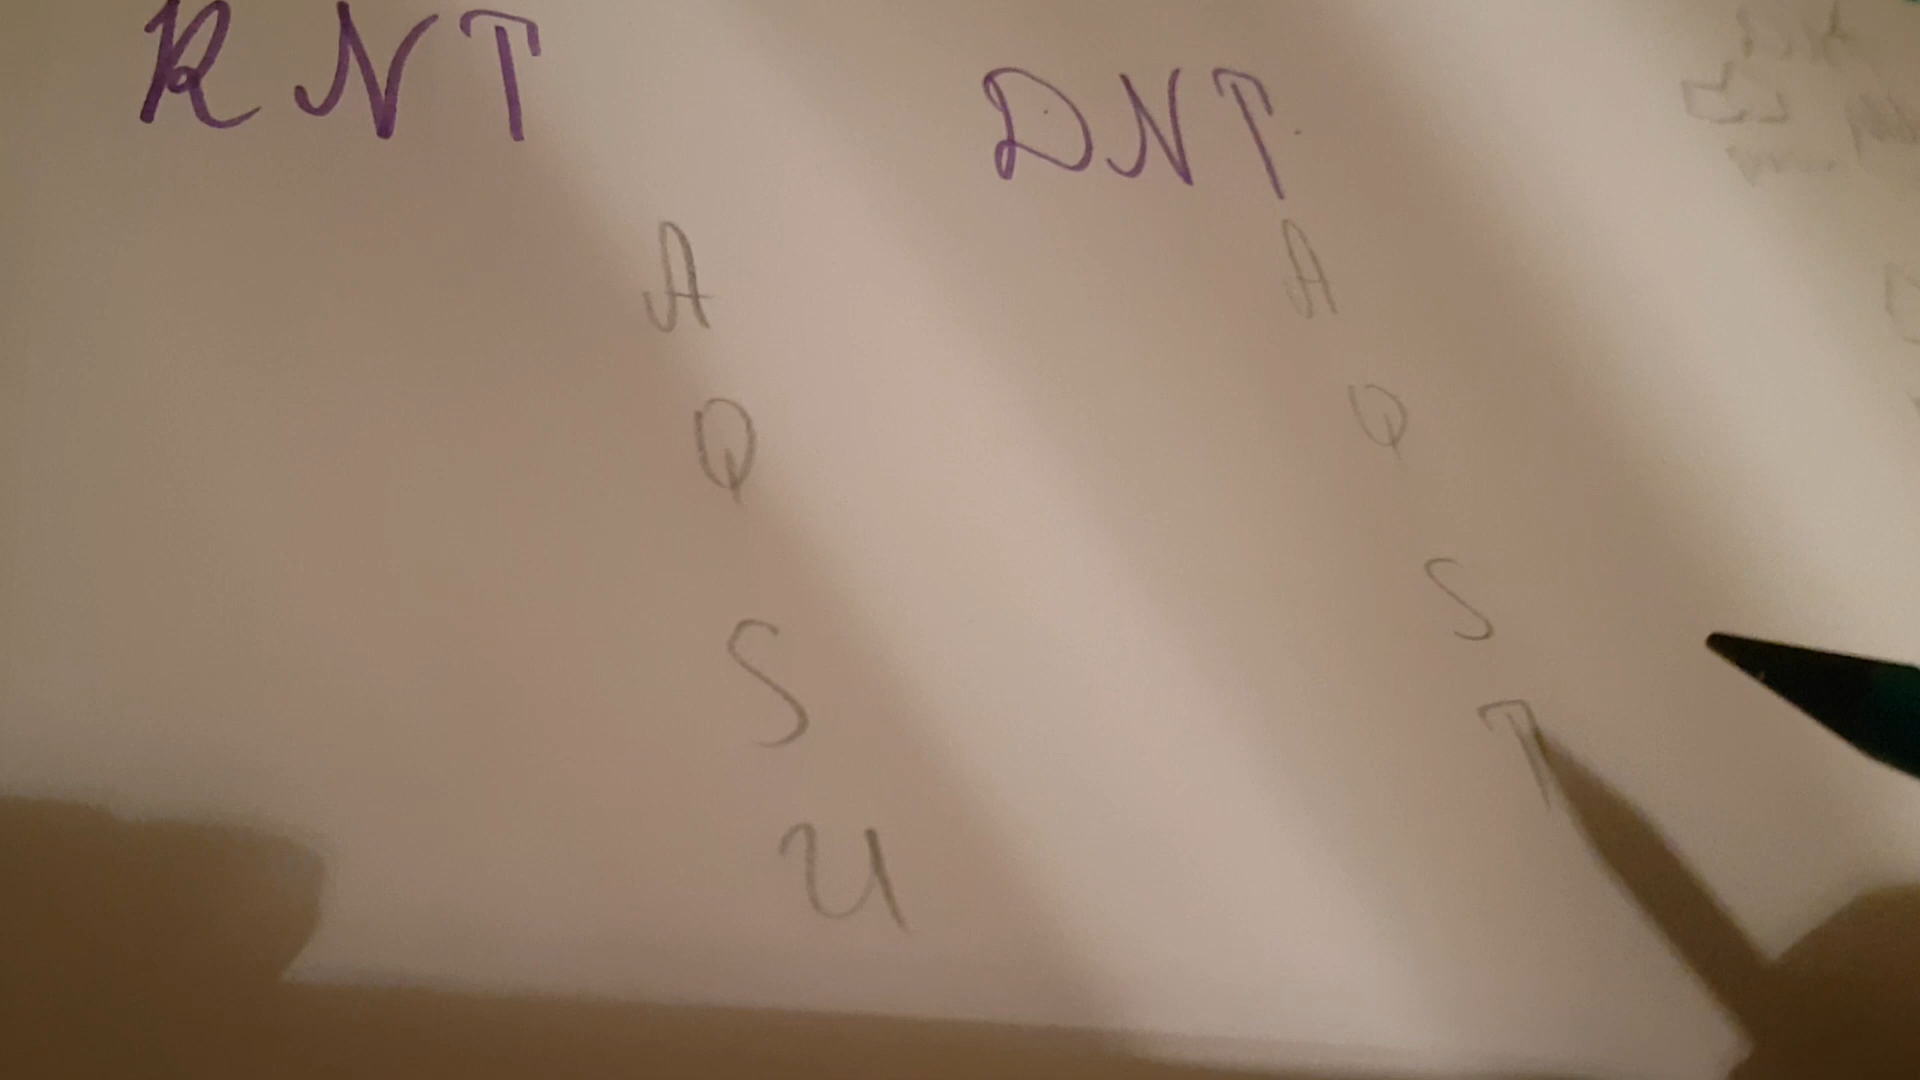 RNT DNT
A A
Q Q
S S
U T